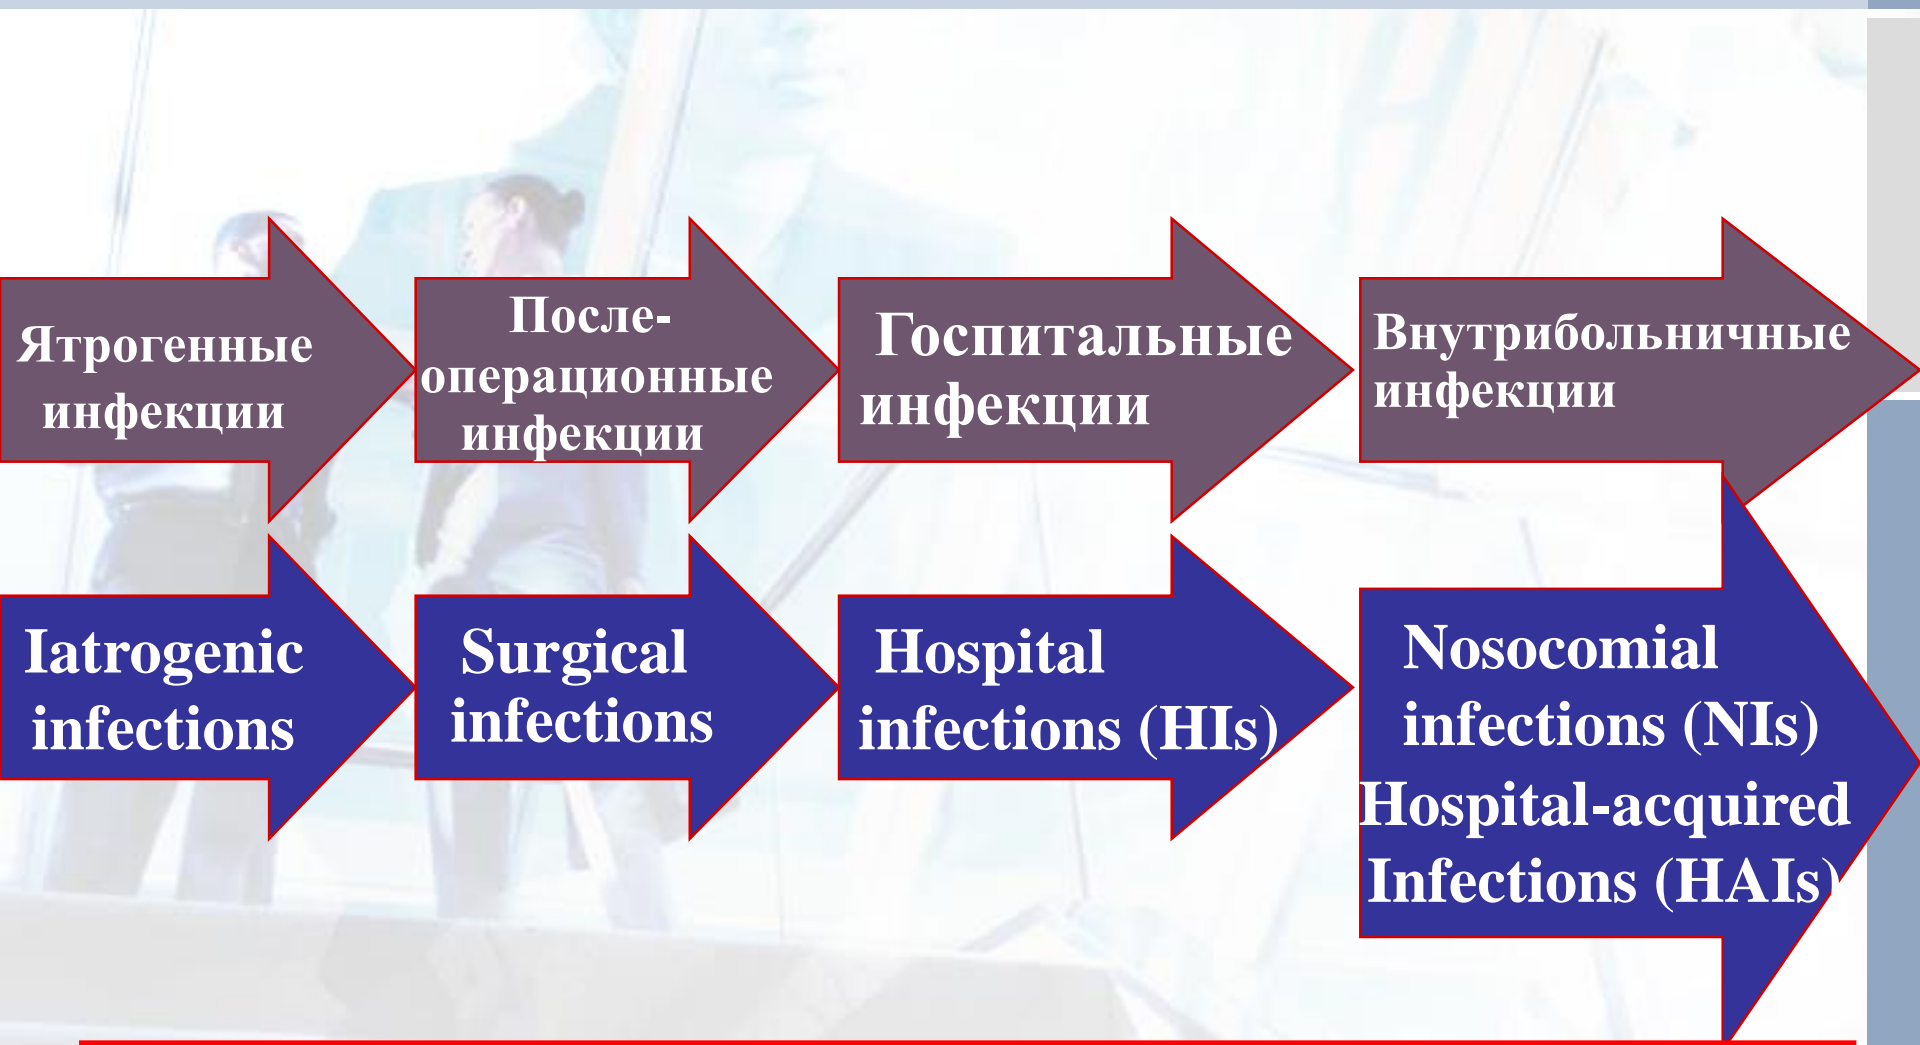 Ятрогенные
инфекции
После-
операционные
инфекции
Госпитальные
инфекции
Внутрибольничные
инфекции
Iatrogenic
infections
Surgical
infections
Hospital
infections (HIs)
Nosocomial
infections (NIs)
Hospital-acquired
Infections (HAIs)